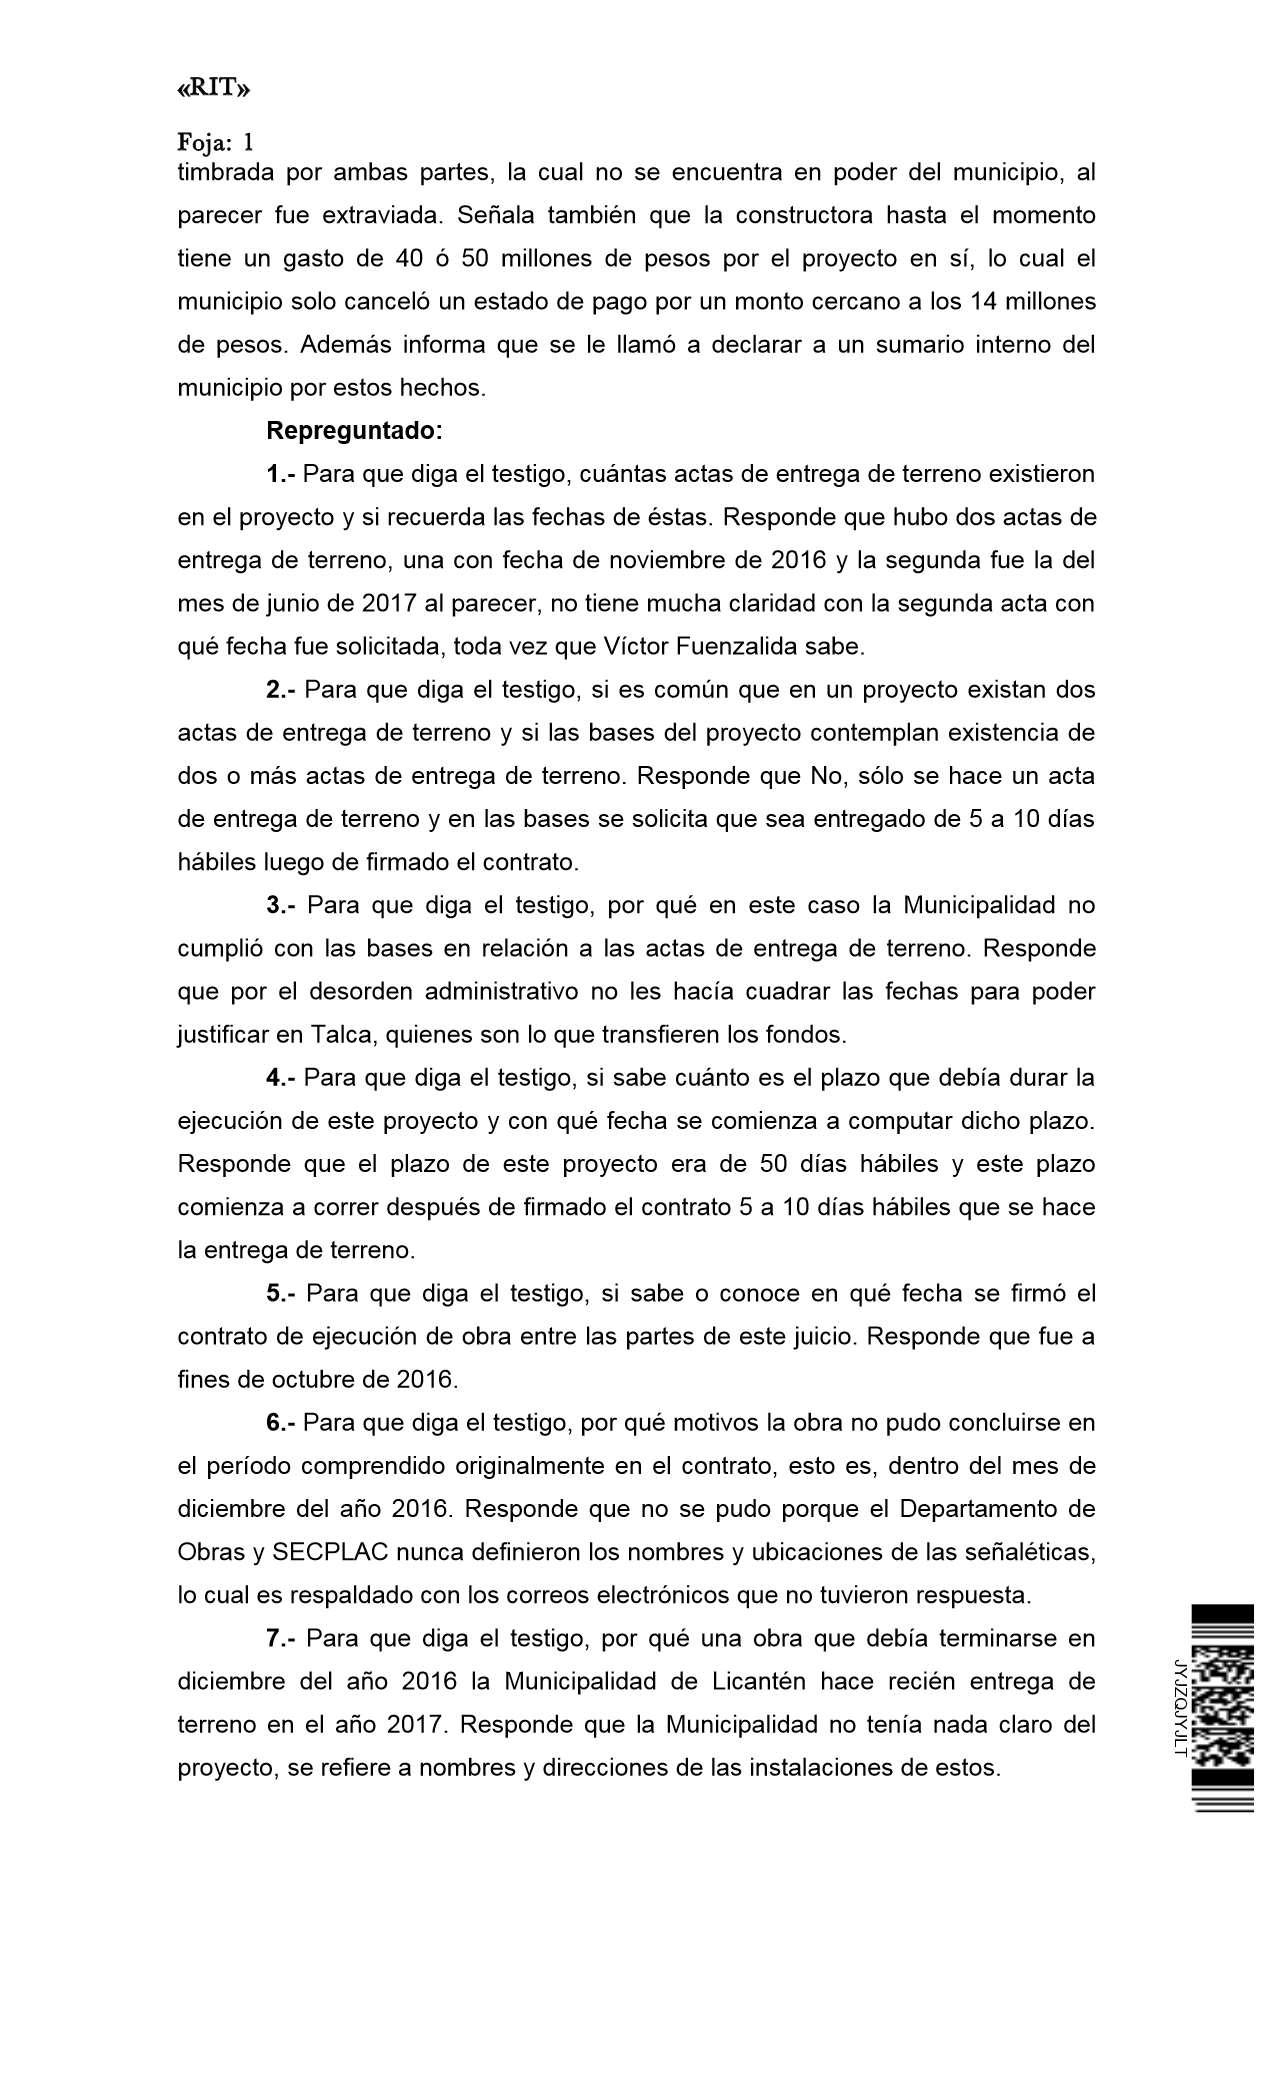 «RIT»
Foja: 1
timbrada por ambas partes, la cual no se encuentra en poder del municipio, al
parecer fue extraviada. Señala también que la constructora hasta el momento
tiene un gasto de 40 ó 50 millones de pesos por el proyecto en sí, lo cual el
municipio solo canceló un estado de pago por un monto cercano a los 14 millones
de pesos. Además informa que se le llamó a declarar a un sumario interno del
municipio por estos hechos.
Repreguntado:
1.- Para que diga el testigo, cuántas actas de entrega de terreno existieron
en el proyecto y si recuerda las fechas de éstas. Responde que hubo dos actas de
entrega de terreno, una con fecha de noviembre de 2016 y la segunda fue la del
mes de junio de 2017 al parecer, no tiene mucha claridad con la segunda acta con
qué fecha fue solicitada, toda vez que Víctor Fuenzalida sabe.
2.- Para que diga el testigo, si es común que en un proyecto existan dos
actas de entrega de terreno y si las bases del proyecto contemplan existencia de
dos o más actas de entrega de terreno. Responde que No, sólo se hace un acta
de entrega de terreno y en las bases se solicita que sea entregado de 5 a 10 días
hábiles luego de firmado el contrato.
3.- Para que diga el testigo, por qué en este caso la Municipalidad no
cumplió con las bases en relación a las actas de entrega de terreno. Responde
que por el desorden administrativo no les hacía cuadrar las fechas para poder
justificar en Talca, quienes son lo que transfieren los fondos.
4.- Para que diga el testigo, si sabe cuánto es el plazo que debía durar la
ejecución de este proyecto y con qué fecha se comienza a computar dicho plazo.
Responde que el plazo de este proyecto era de 50 días hábiles y este plazo
comienza a correr después de firmado el contrato 5 a 10 días hábiles que se hace
la entrega de terreno.
5.- Para que diga el testigo, si sabe o conoce en qué fecha se firmó el
contrato de ejecución de obra entre las partes de este juicio. Responde que fue a
fines de octubre de 2016.
6.- Para que diga el testigo, por qué motivos la obra no pudo concluirse en
el período comprendido originalmente en el contrato, esto es, dentro del mes de
diciembre del año 2016. Responde que no se pudo porque el Departamento de
Obras y SECPLAC nunca definieron los nombres y ubicaciones de las señaléticas,
lo cual es respaldado con los correos electrónicos que no tuvieron respuesta.
7.- Para que diga el testigo, por qué una obra que debía terminarse en
diciembre del año 2016 la Municipalidad de Licantén hace recién entrega de
terreno en el año 2017. Responde que la Municipalidad no tenía nada claro del
proyecto, se refiere a nombres y direcciones de las instalaciones de estos.
JYJZQJYJLT